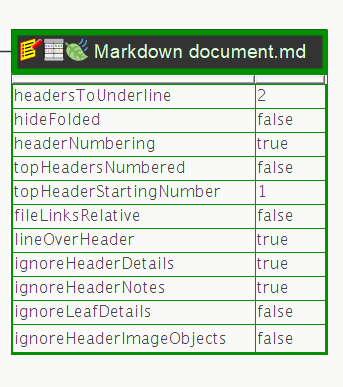 Markdown document.md
headersToUnderline 2
hideFolded false
headerNumbering true
topHeadersNumbered false
topHeaderStartingNumber 1
fileLinksRelative false
lineOverHeader true
ignoreHeaderDetails true
ignoreHeaderNotes true
ignoreLeafDetails false
ignoreHeaderImageObjects false